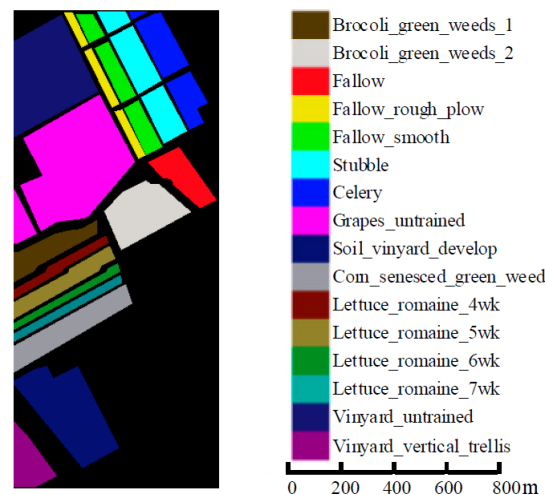 Brocoli_green_weeds_1
Brocoli_green_weeds_2
Fallow
Fallow_rough_plow
Fallow_smooth
Stubble
Celery
Grapes_untrained
Soil_vinyard_develop
Corn_senesced_green_weed
Lettuce_romaine_4wk
Lettuce_romaine_5wk
Lettuce_romaine_6wk
Lettuce_romaine_7wk
Vinyard_untrained
Vinyard_vertical_trellis
0 200 400 600 800m